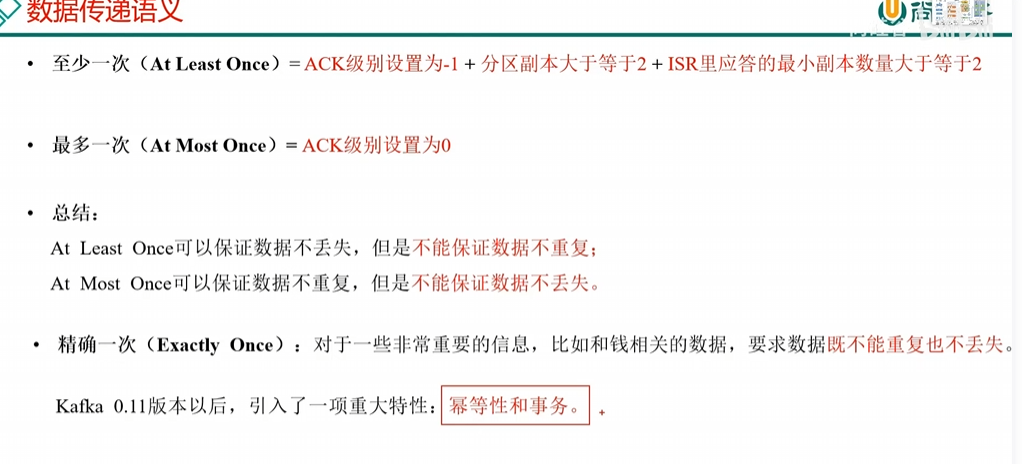 数据传递语义
• 至少一次（At Least Once）= ACK级别设置为-1 + 分区副本大于等于2 + ISR里应答的最小副本数量大于等于2
• 最多一次（At Most Once）= ACK级别设置为0
• 总结：
At Least Once可以保证数据不丢失，但是不能保证数据不重复；
At Most Once可以保证数据不重复，但是不能保证数据不丢失。
• 精确一次（Exactly Once）：对于一些非常重要的信息，比如和钱相关的数据，要求数据既不能重复也不丢失。
Kafka 0.11版本以后，引入了一项重大特性：幂等性和事务。